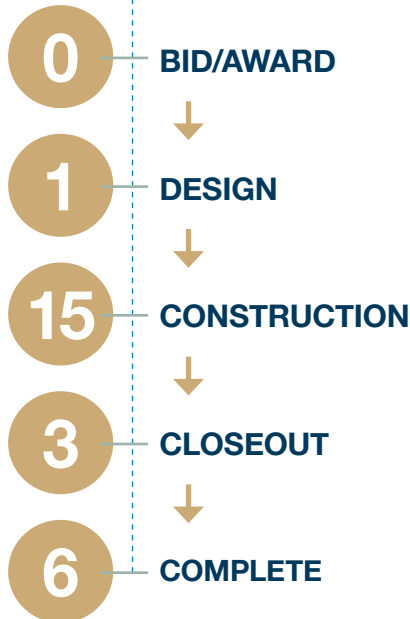 0 BID/AWARD
1 DESIGN
15 CONSTRUCTION
3 CLOSEOUT
6 COMPLETE